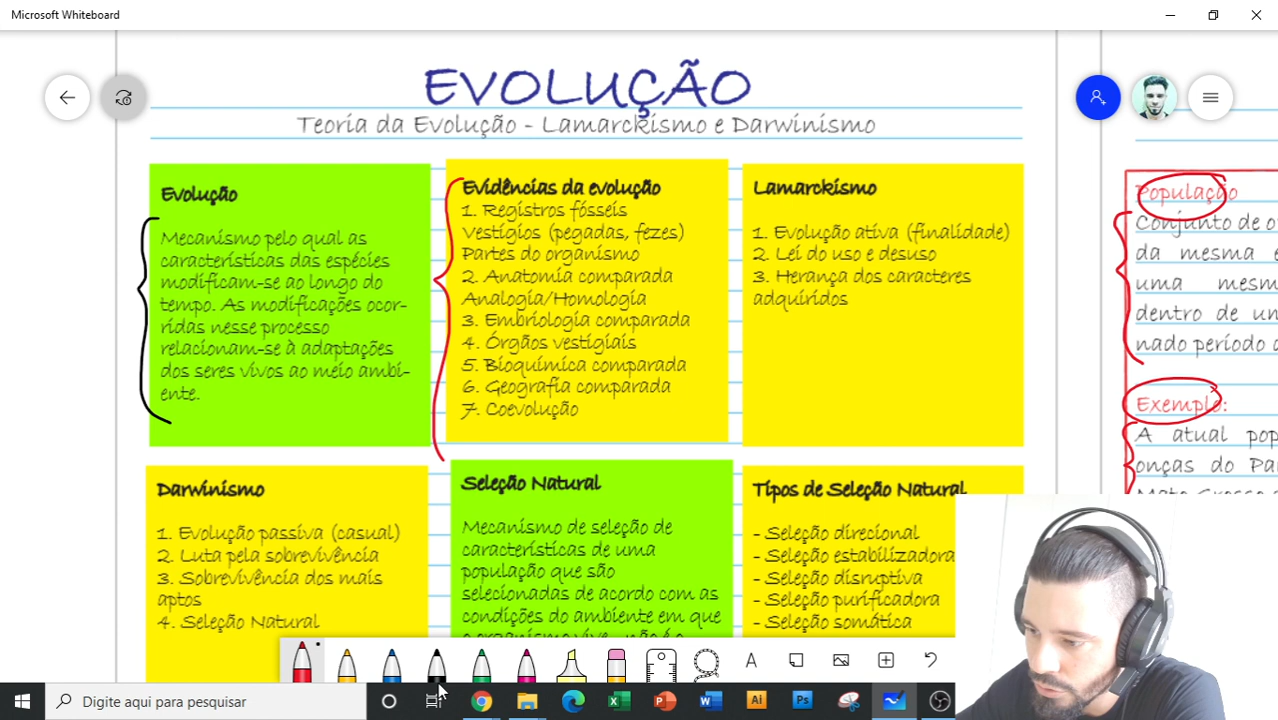 Microsoft Whiteboard
EVOLUÇÃO
Teoria da Evolução - Lamarckismo e Darwinismo
Evolução
Mecanismo pelo qual as
características das espécies
modificam-se ao longo do
tempo. As modificações ocor-
ridas nesse processo
relacionam-se à adaptações
dos seres vivos ao meio ambi-
ente.
Evidências da evolução
1. Registros fósseis
Vestígios (pegadas, fezes)
Partes do organismo
2. Anatomia comparada
Analogia/Homologia
3. Embriologia comparada
4. Órgãos vestigiais
5. Bioquímica comparada
6. Geografia comparada
7. Coevolução
Lamarckismo
1. Evolução ativa (finalidade)
2. Lei do uso e desuso
3. Herança dos caracteres
adquiridos
Darwinismo
1. Evolução passiva (casual)
2. Luta pela sobrevivência
3. Sobrevivência dos mais
aptos
4. Seleção Natural
Seleção Natural
Mecanismo de seleção de
características de uma
população que são
selecionadas de acordo com as
condições do ambiente em que
o organismo vive
Tipos de Seleção Natural
- Seleção direcional
- Seleção estabilizadora
- Seleção disruptiva
- Seleção purificadora
- Seleção somática
População
Conjunto de o
da mesma e
uma mesm
dentro de un
nado período d
Exemplo:
A atual pop
onças do Pa
Mato Grosso
Digite aqui para pesquisar
Ai
Ps